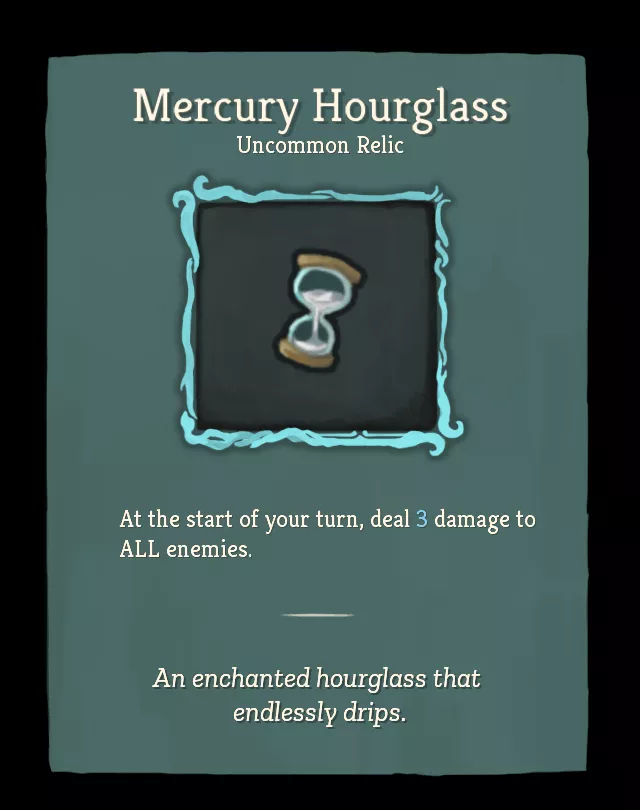 Mercury Hourglass
Uncommon Relic
At the start of your turn, deal 3 damage to
ALL enemies.
An enchanted hourglass that
endlessly drips.